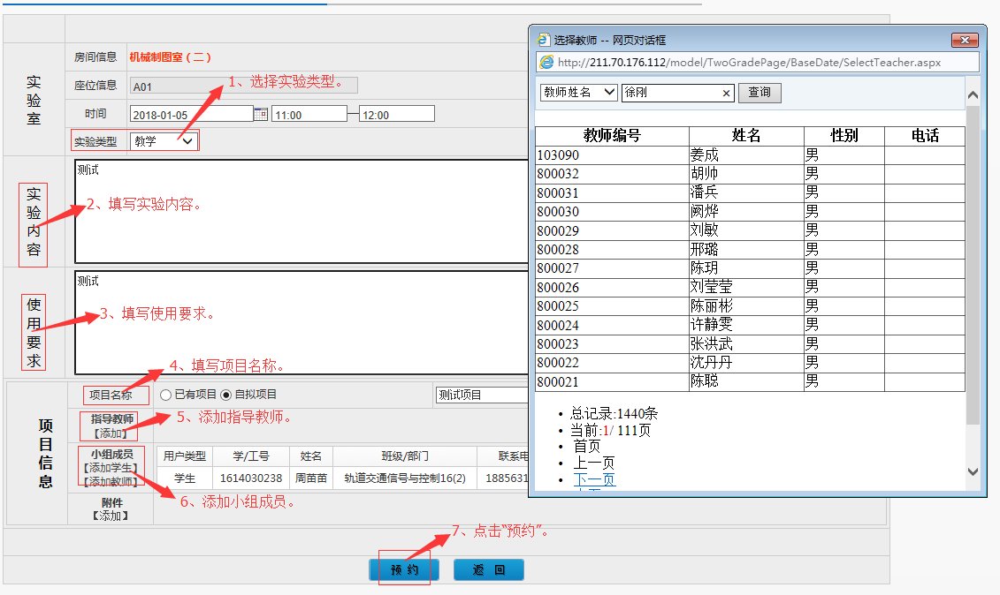 实验室
房间信息 机械制图室（二）
座位信息 A01
时间 2018-01-05 11:00 — 12:00
实验类型 教学
1、选择实验类型。
实验内容
测试
2、填写实验内容。
使用要求
测试
3、填写使用要求。
4、填写项目名称。
项目信息
项目名称 已有项目 自拟项目 测试项目
指导教师
【添加】
5、添加指导教师。
小组成员
【添加学生】
【添加教师】
用户类型 学/工号 姓名 班级/部门 联系电
学生 1614030238 周苗苗 轨道交通信号与控制16(2) 1885631
6、添加小组成员。
附件
【添加】
7、点击“预约”。
预 约 返 回
选择教师 -- 网页对话框
http://211.70.176.112/model/TwoGradePage/BaseDate/SelectTeacher.aspx
教师姓名 徐刚 × 查询
教师编号 姓名 性别 电话
103090 姜成 男
800032 胡帅 男
800031 潘兵 男
800030 阙烨 男
800029 刘敏 男
800028 邢璐 男
800027 陈玥 男
800026 刘莹莹 男
800025 陈丽彬 男
800024 许静雯 男
800023 张洪武 男
800022 沈丹丹 男
800021 陈聪 男
• 总记录:1440条
• 当前:1/ 111页
• 首页
• 上一页
• 下一页